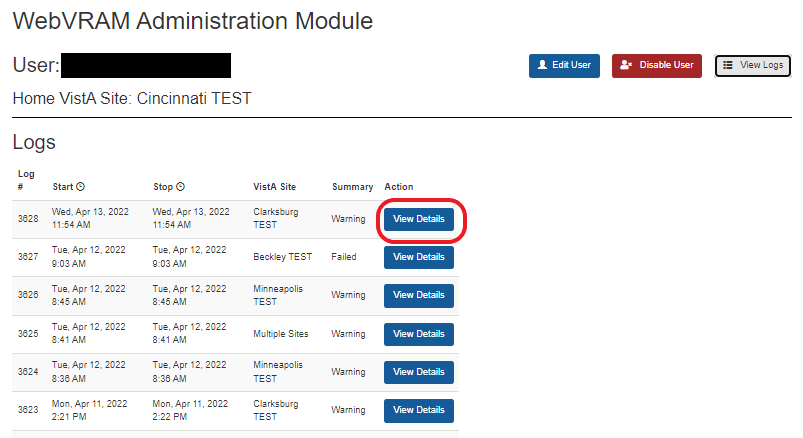 WebVRAM Administration Module
User:
Edit User
Disable User
View Logs
Home VistA Site: Cincinnati TEST
Logs
Log
#
Start
Stop
VistA Site
Summary
Action
3628
Wed, Apr 13, 2022
11:54 AM
Wed, Apr 13, 2022
11:54 AM
Clarksburg
TEST
Warning
View Details
3627
Tue, Apr 12, 2022
9:03 AM
Tue, Apr 12, 2022
9:03 AM
Beckley TEST
Failed
View Details
3626
Tue, Apr 12, 2022
8:45 AM
Tue, Apr 12, 2022
8:45 AM
Minneapolis
TEST
Warning
View Details
3625
Tue, Apr 12, 2022
8:41 AM
Tue, Apr 12, 2022
8:41 AM
Multiple Sites
Warning
View Details
3624
Tue, Apr 12, 2022
8:36 AM
Tue, Apr 12, 2022
8:36 AM
Minneapolis
TEST
Warning
View Details
3623
Mon, Apr 11, 2022
2:21 PM
Mon, Apr 11, 2022
2:22 PM
Clarksburg
TEST
Warning
View Details